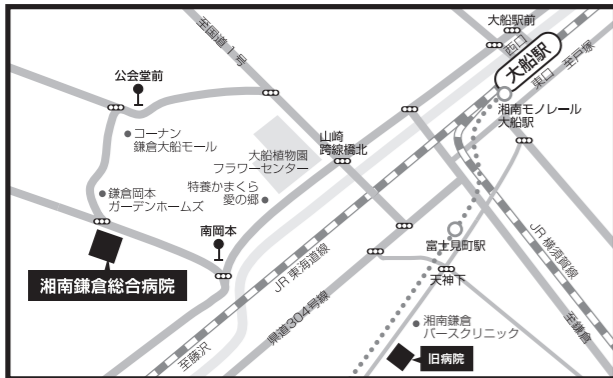 大船駅前
至国道1号
西口
大船駅
東口
至戸塚
公会堂前
湘南モノレール
大船駅
コーナン
鎌倉大船モール
山崎
跨線橋北
大船植物園
フラワーセンター
特養かまくら
愛の郷
鎌倉岡本
ガーデンホームズ
南岡本
富士見町駅
JR東海道線
JR横須賀線
湘南鎌倉総合病院
天神下
県道304号線
至鎌倉
湘南鎌倉
バースクリニック
至藤沢
旧病院